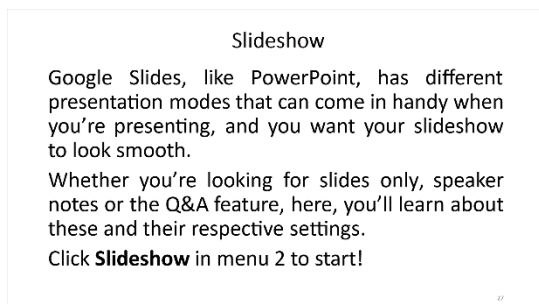 Slideshow
Google Slides, like PowerPoint, has different
presentation modes that can come in handy when
you're presenting, and you want your slideshow
to look smooth.
Whether you're looking for slides only, speaker
notes or the Q&A feature, here, you'll learn about
these and their respective settings.
Click Slideshow in menu 2 to start!